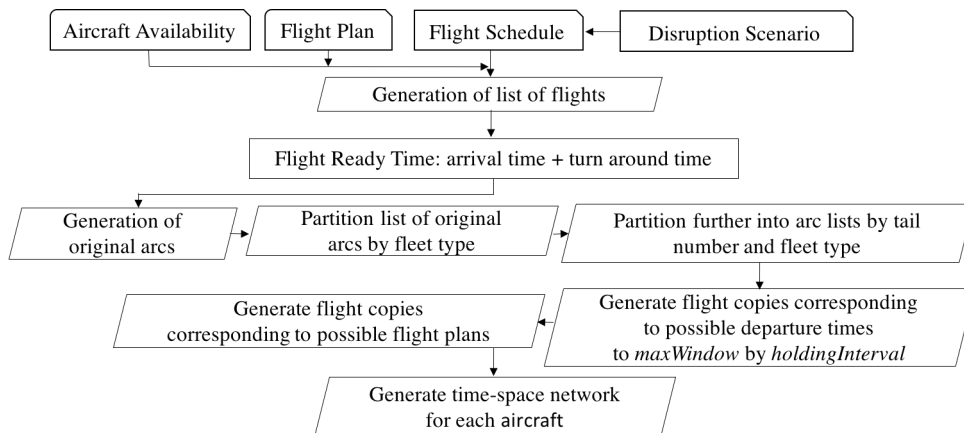 Aircraft Availability
Flight Plan
Flight Schedule
Disruption Scenario
Generation of list of flights
Flight Ready Time: arrival time + turn around time
Generation of
original arcs
Partition list of original
arcs by fleet type
Partition further into arc lists by tail
number and fleet type
Generate flight copies corresponding
to possible departure times
to maxWindow by holdingInterval
Generate flight copies
corresponding to possible flight plans
Generate time-space network
for each aircraft